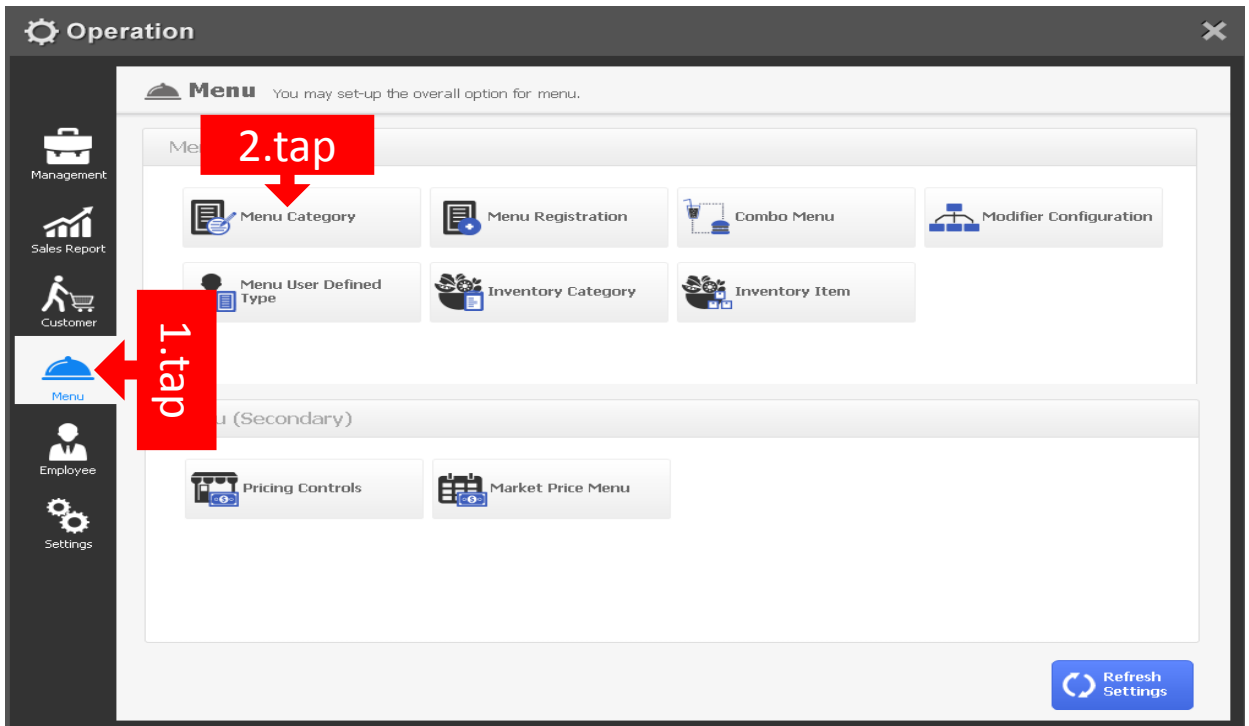 Operation
Menu You may set-up the overall option for menu.
2.tap
Management
Menu Category
Menu Registration
Combo Menu
Modifier Configuration
Sales Report
Menu User Defined
Type
Inventory Category
Inventory Item
Customer
1.tap
Menu
(Secondary)
Employee
Pricing Controls
Market Price Menu
Settings
Refresh
Settings